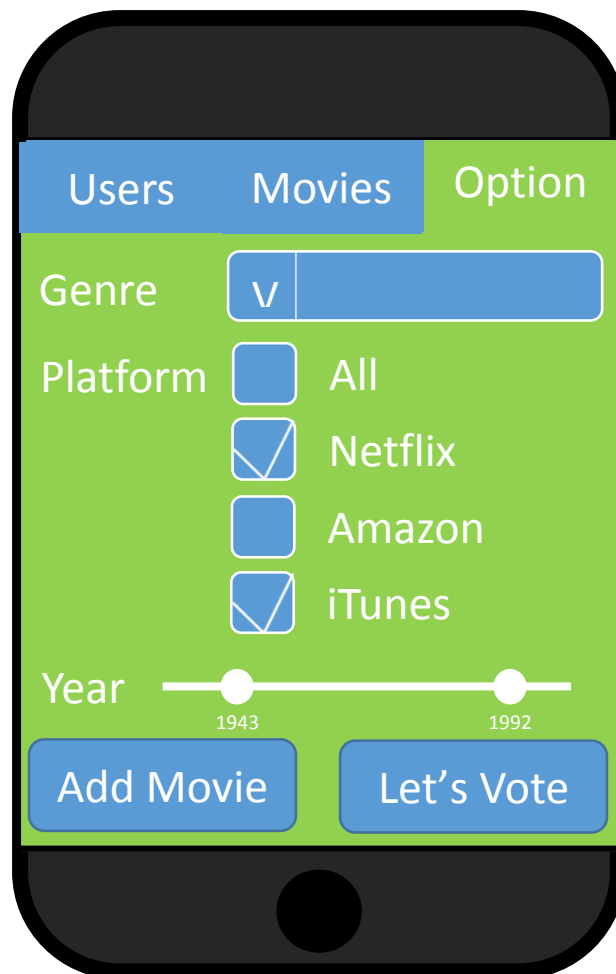 Users Movies Option
Genre V
Platform All
Netflix
Amazon
iTunes
Year
1943 1992
Add Movie Let's Vote